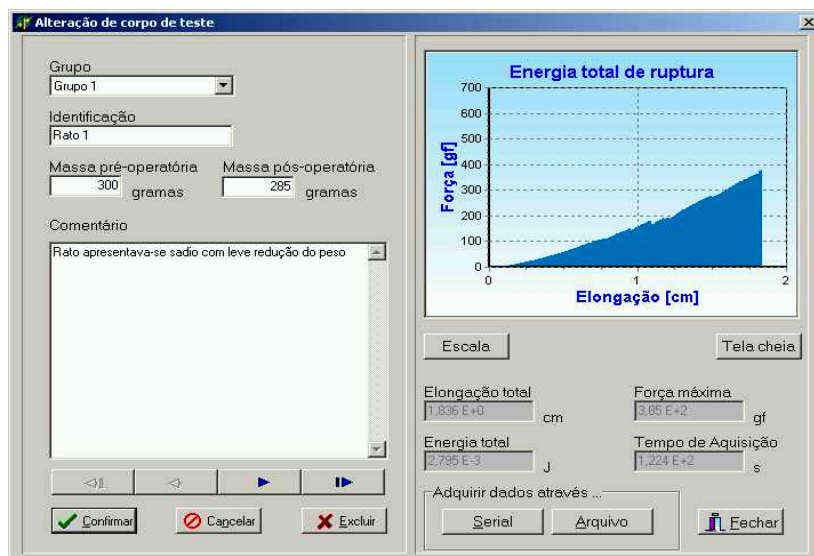 Alteração de corpo de teste
Grupo
Grupo 1
Identificação
Rato 1
Massa pré-operatória
300 gramas
Massa pós-operatória
285 gramas
Comentário
Rato apresentava-se sadio com leve redução do peso
Confirmar
Cancelar
Excluir
Energia total de ruptura
Força [gf]
700
600
500
400
300
200
100
0
0 1 2
Elongação [cm]
Escala
Tela cheia
Elongação total
1,836 E+0 cm
Força máxima
3,85 E+2 gf
Energia total
2,795 E-3 J
Tempo de Aquisição
1,224 E+2 s
Adquirir dados através ...
Serial
Arquivo
Fechar